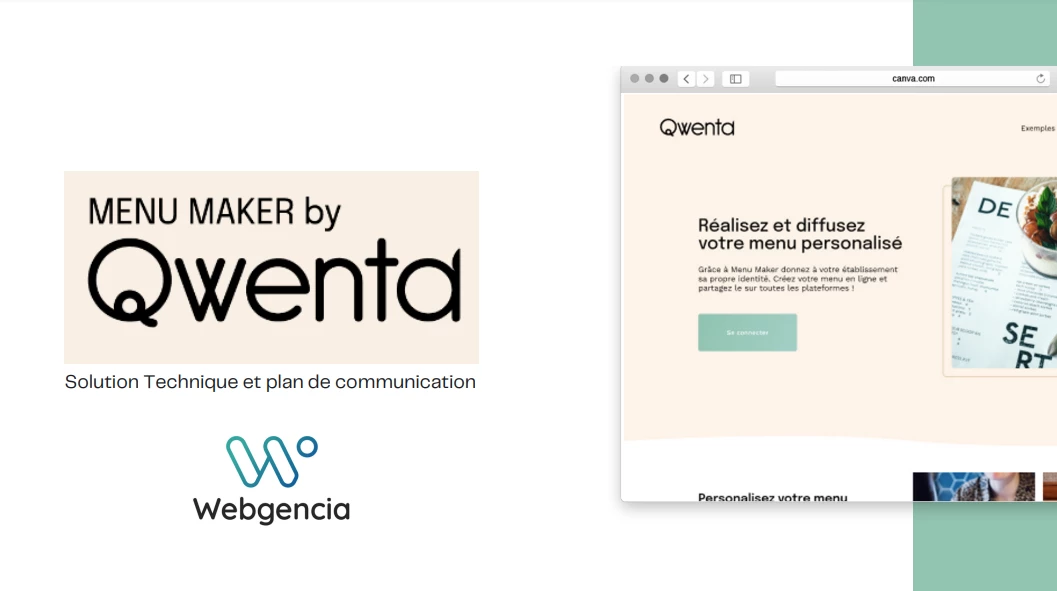 MENU MAKER by
Qwenta
Solution Technique et plan de communication
Webgencia
canva.com
Qwenta
Exemples
Réalisez et diffusez
votre menu personalisé
Grâce à Menu Maker donnez à votre établissement
sa propre identité. Créez votre menu en ligne et
partagez le sur toutes les plateformes !
Se connecter
DE
SE
RT
Personalisez votre menu